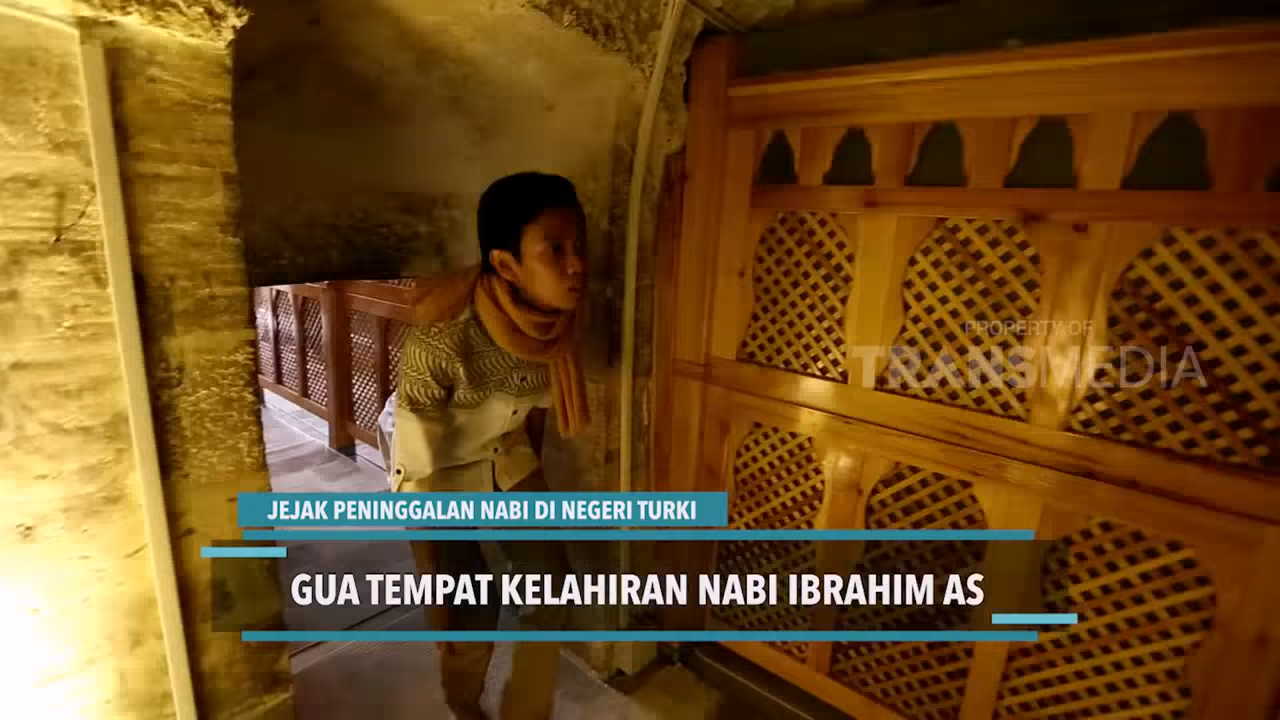 PROPERTY OF
TRANSMEDIA
JEJAK PENINGGALAN NABI DI NEGERI TURKI
GUA TEMPAT KELAHIRAN NABI IBRAHIM AS